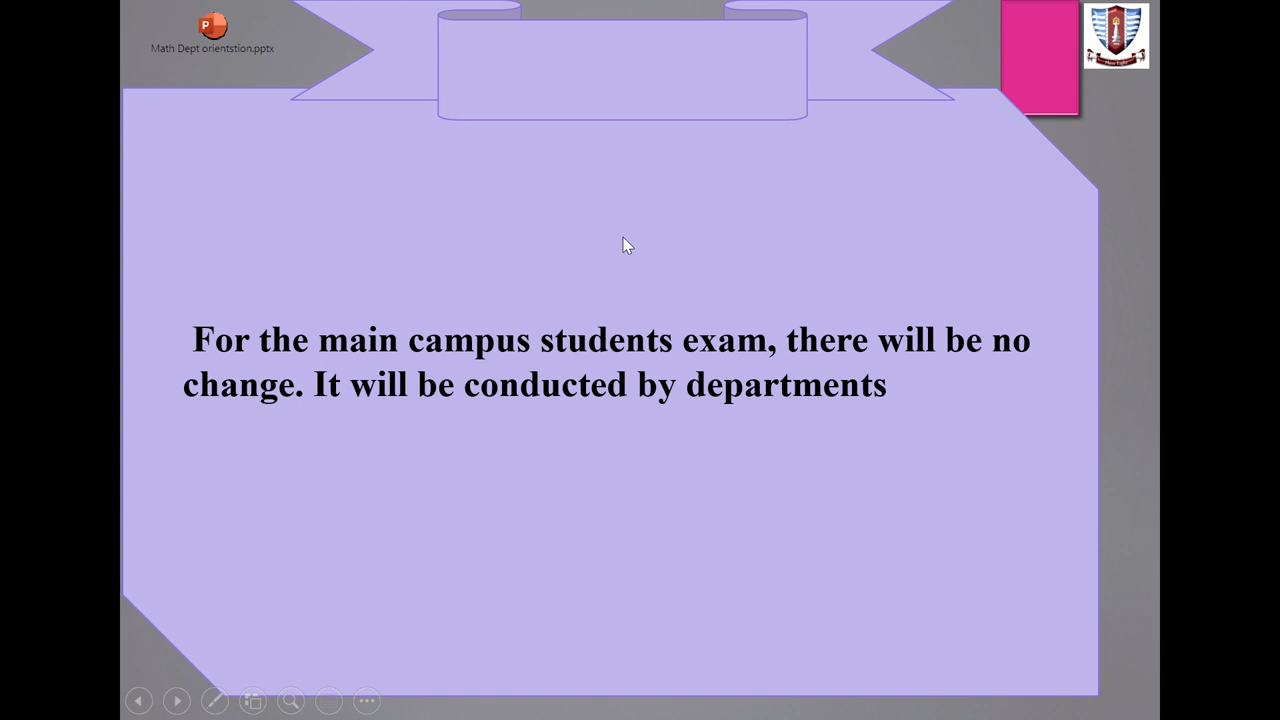 Math Dept orientstion.pptx
For the main campus students exam, there will be no
change. It will be conducted by departments